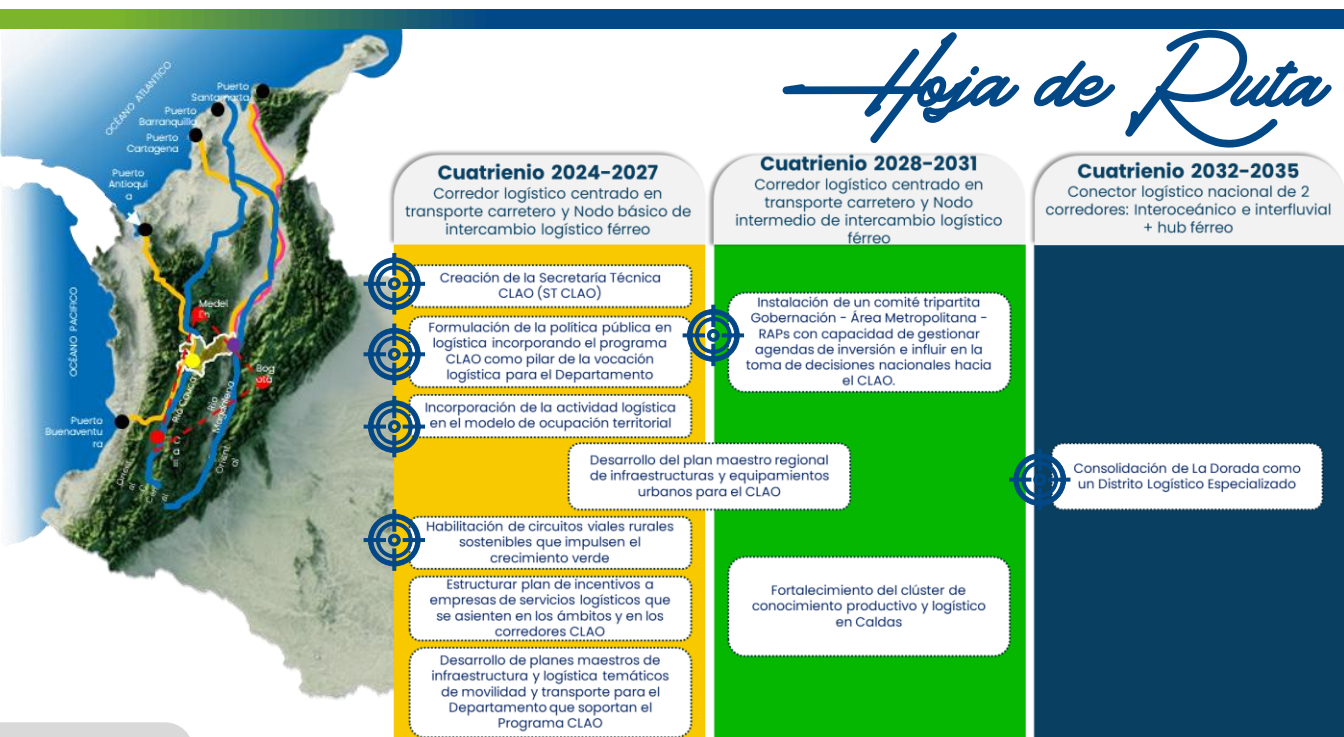 Hoja de Ruta
OCÉANO ATLANTICO
Puerto
Santamarta
Puerto
Barranquilla
Puerto
Cartagena
Puerto
Antioqui
a
OCÉANO PACIFICO
Medel
lín
Bog
otá
Río Cauca
Río
Magdalena
Puerto
Buenaventu
ra
C
a
li
Orient
al
Cuatrienio 2024-2027
Corredor logístico centrado en
transporte carretero y Nodo básico de
intercambio logístico férreo
Creación de la Secretaría Técnica
CLAO (ST CLAO)
Formulación de la política pública en
logística incorporando el programa
CLAO como pilar de la vocación
logística para el Departamento
Incorporación de la actividad logística
en el modelo de ocupación territorial
Desarrollo del plan maestro regional
de infraestructuras y equipamientos
urbanos para el CLAO
Habilitación de circuitos viales rurales
sostenibles que impulsen el
crecimiento verde
Estructurar plan de incentivos a
empresas de servicios logísticos que
se asienten en los ámbitos y en los
corredores CLAO
Desarrollo de planes maestros de
infraestructura y logística temáticos
de movilidad y transporte para el
Departamento que soportan el
Programa CLAO
Cuatrienio 2028-2031
Corredor logístico centrado en
transporte carretero y Nodo
intermedio de intercambio logístico
férreo
Instalación de un comité tripartita
Gobernación - Área Metropolitana -
RAPs con capacidad de gestionar
agendas de inversión e influir en la
toma de decisiones nacionales hacia
el CLAO.
Fortalecimiento del clúster de
conocimiento productivo y logístico
en Caldas
Cuatrienio 2032-2035
Conector logístico nacional de 2
corredores: Interoceánico e interfluvial
+ hub férreo
Consolidación de La Dorada como
un Distrito Logístico Especializado